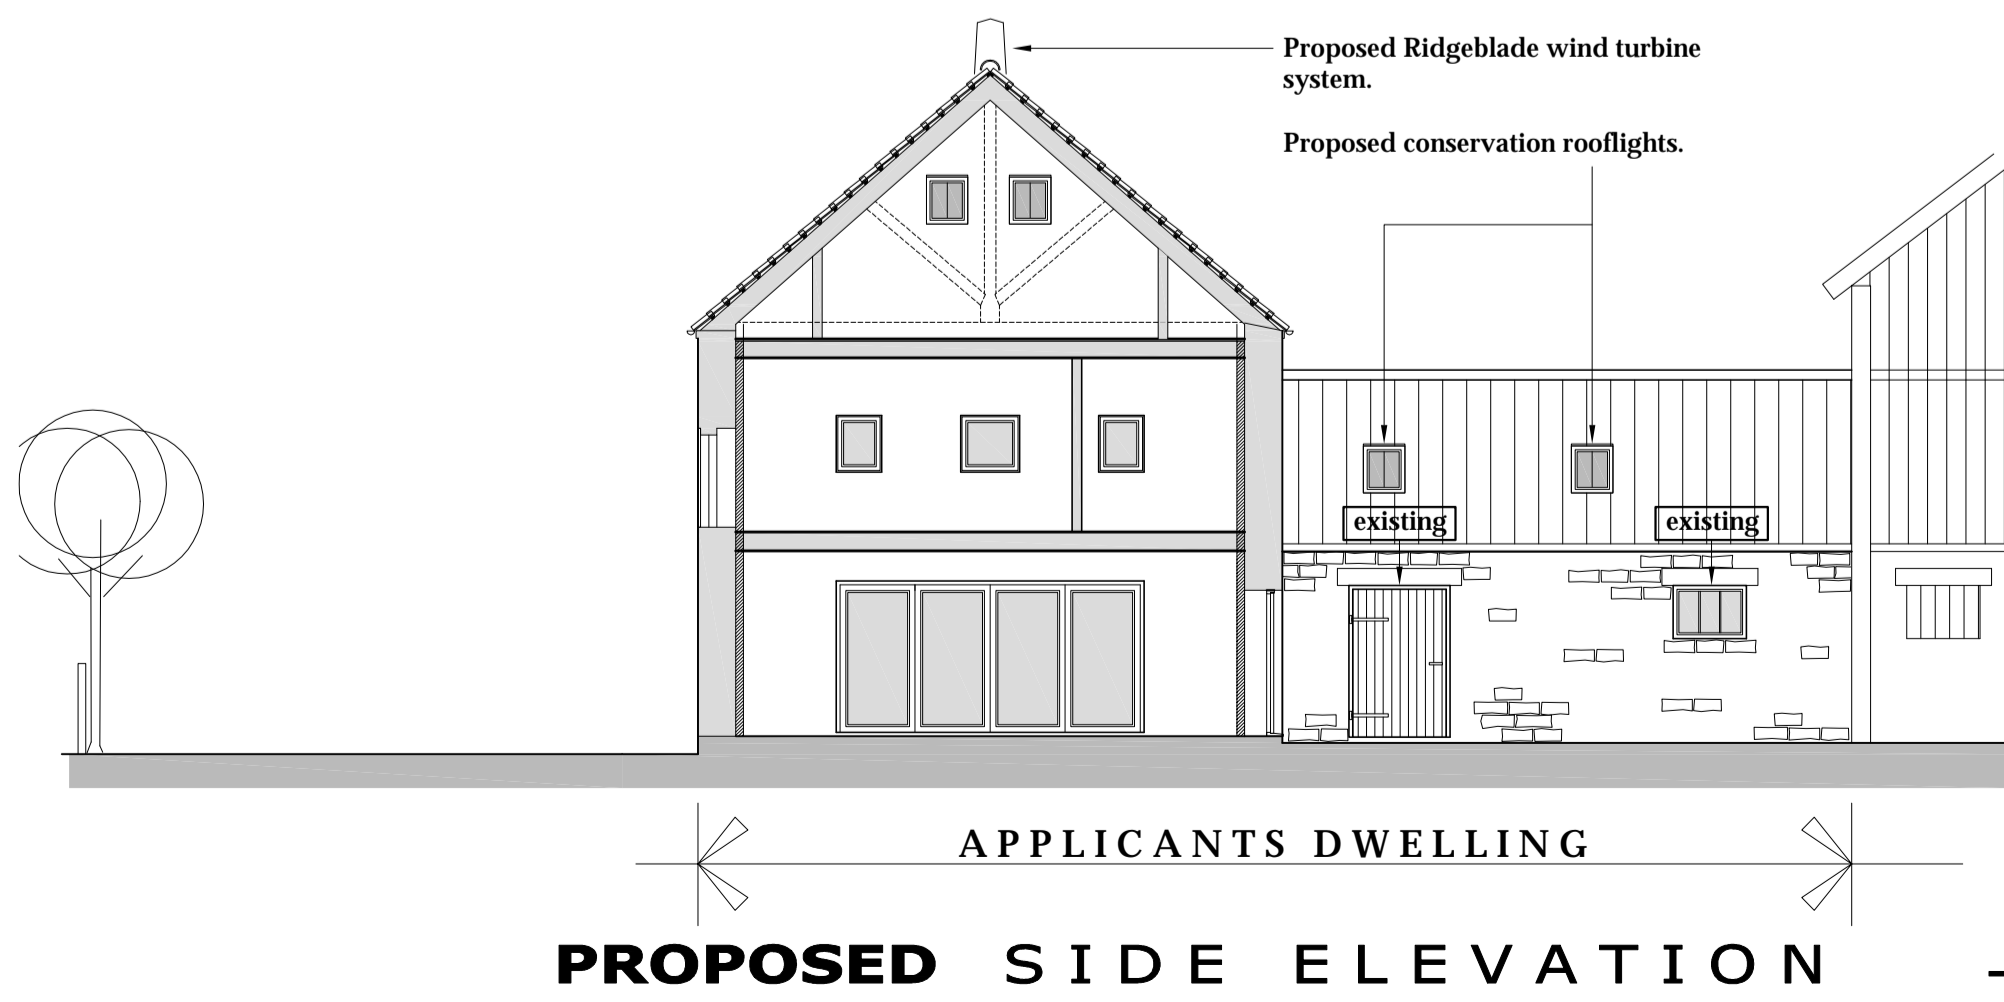 Proposed Ridgeblade wind turbine
system.
Proposed conservation rooflights.
existing
existing
APPLICANTS DWELLING
PROPOSED SIDE ELEVATION